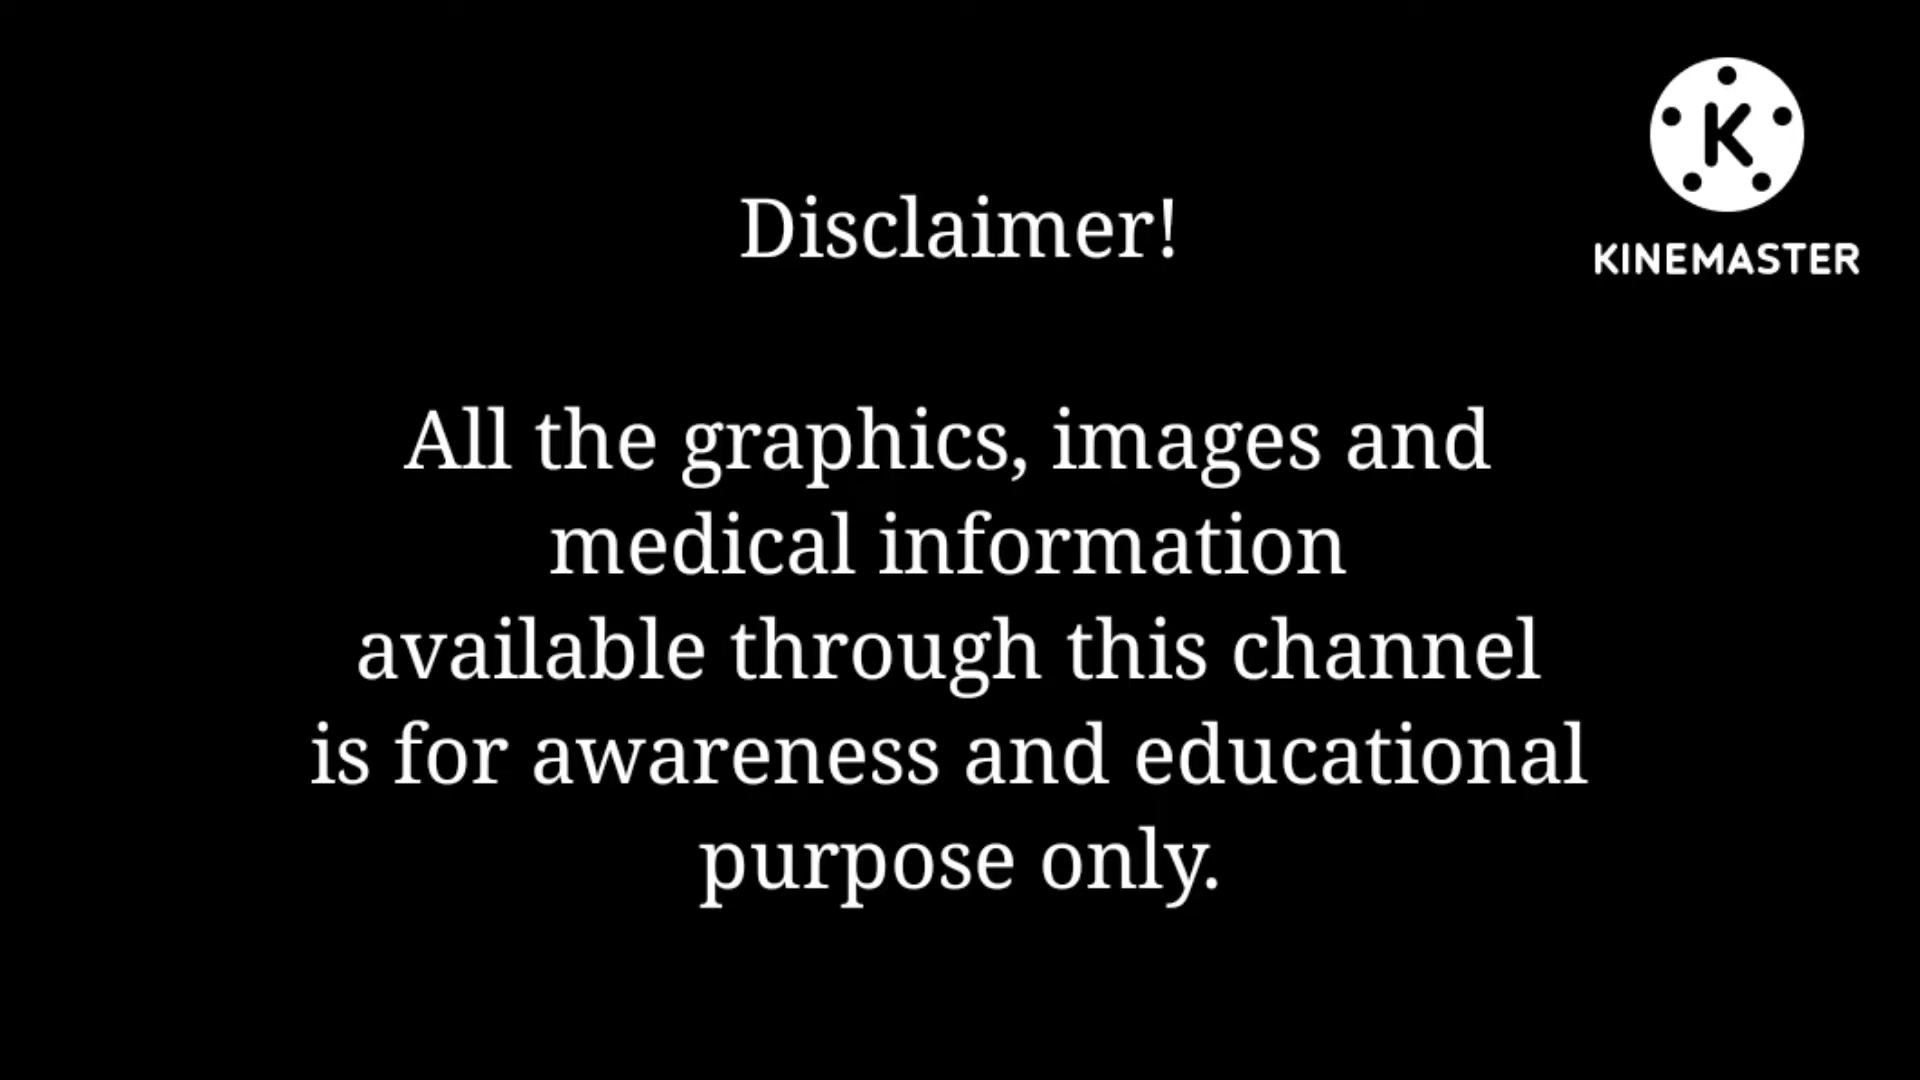 K
KINEMASTER
Disclaimer!
All the graphics, images and
medical information
available through this channel
is for awareness and educational
purpose only.